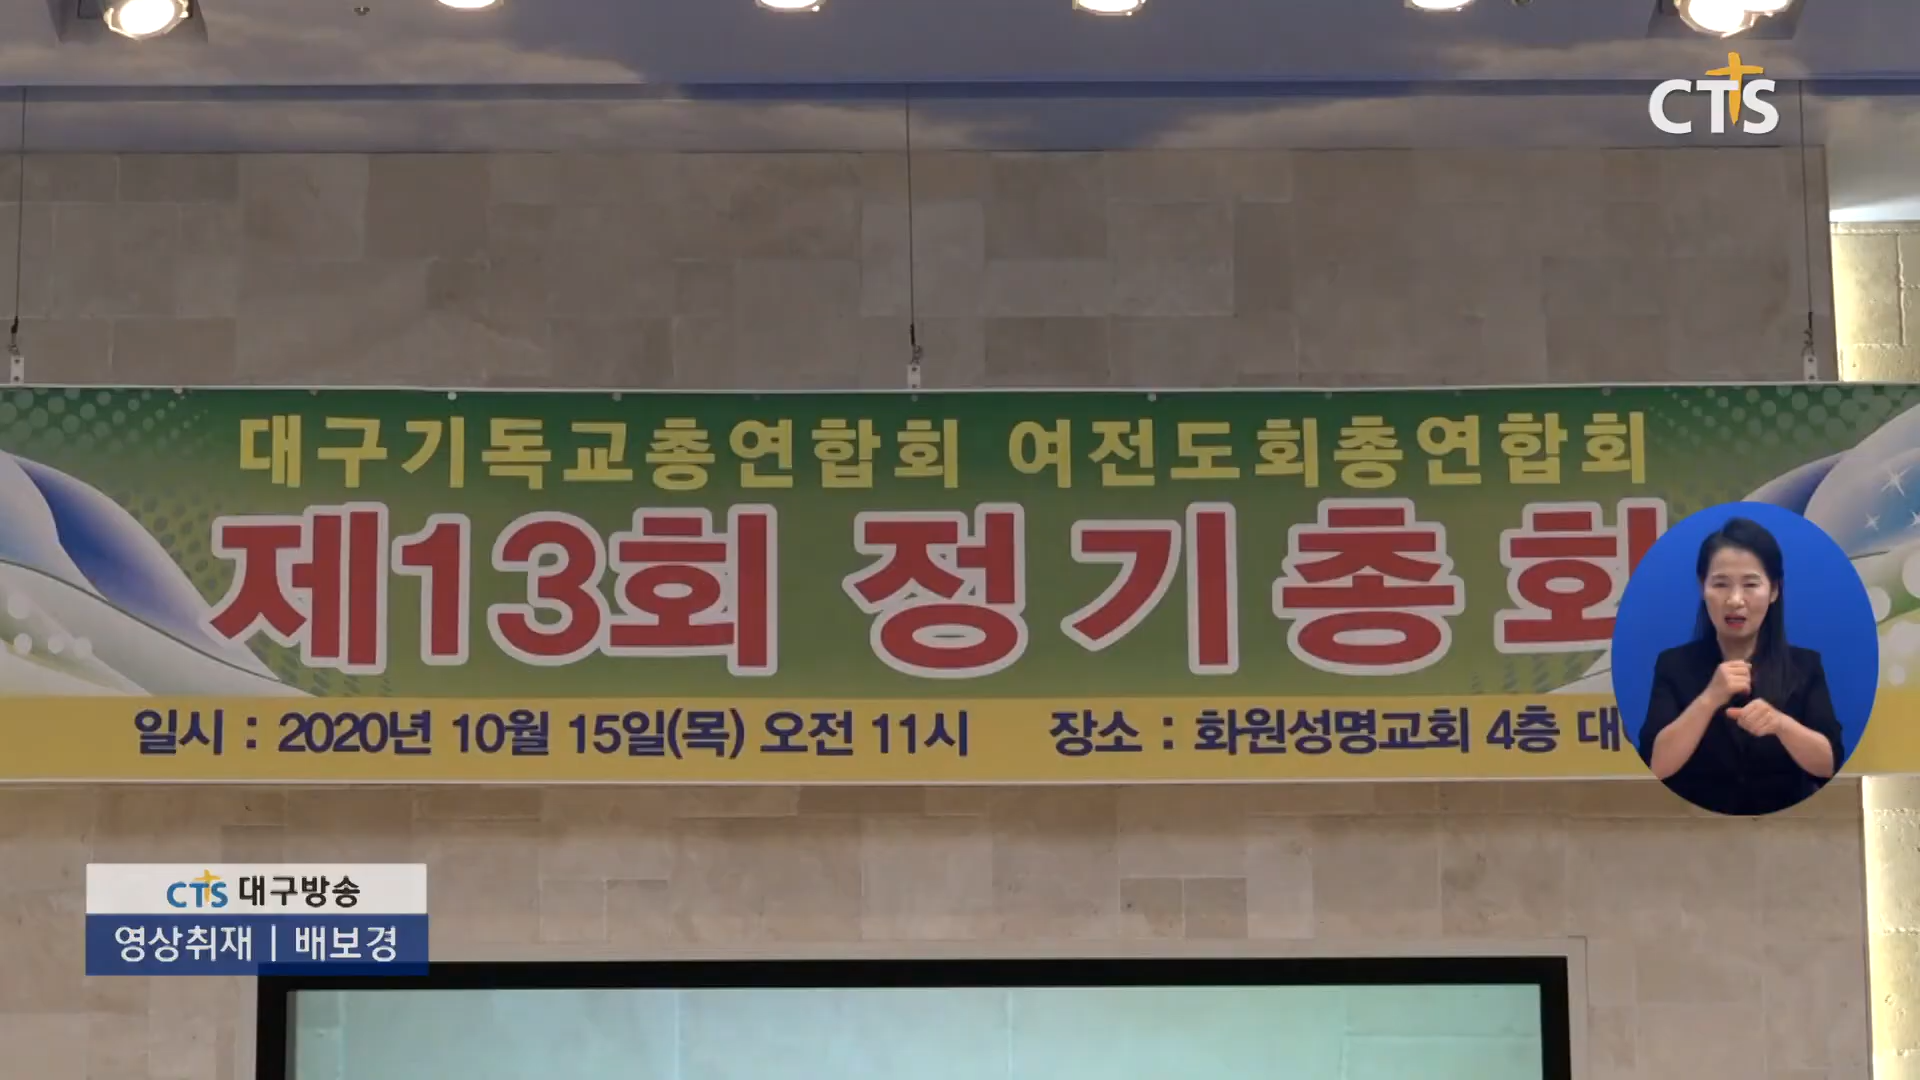 CTS
대구기독교총연합회 여전도회총연합회
제13회 정기총회
일시 : 2020년 10월 15일(목) 오전 11시 장소 : 화원성명교회 4층
CTS 대구방송
영상취재 | 배보경